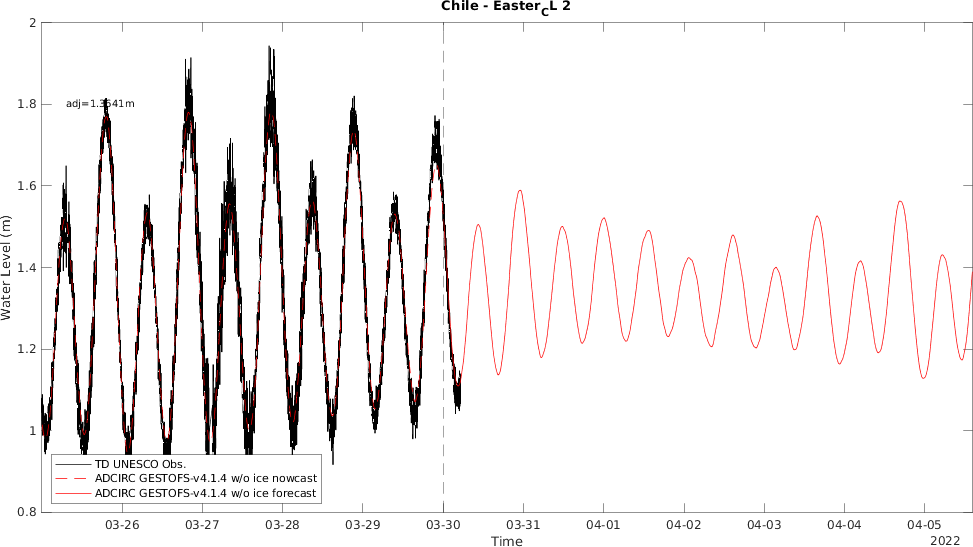 Chile - EasterCL 2
2
1.8
1.6
1.4
1.2
1
0.8
Water Level (m)
adj=1.3641m
TD UNESCO Obs.
ADCIRC GESTOFS-v4.1.4 w/o ice nowcast
ADCIRC GESTOFS-v4.1.4 w/o ice forecast
03-26 03-27 03-28 03-29 03-30 03-31 04-01 04-02 04-03 04-04 04-05
Time
2022